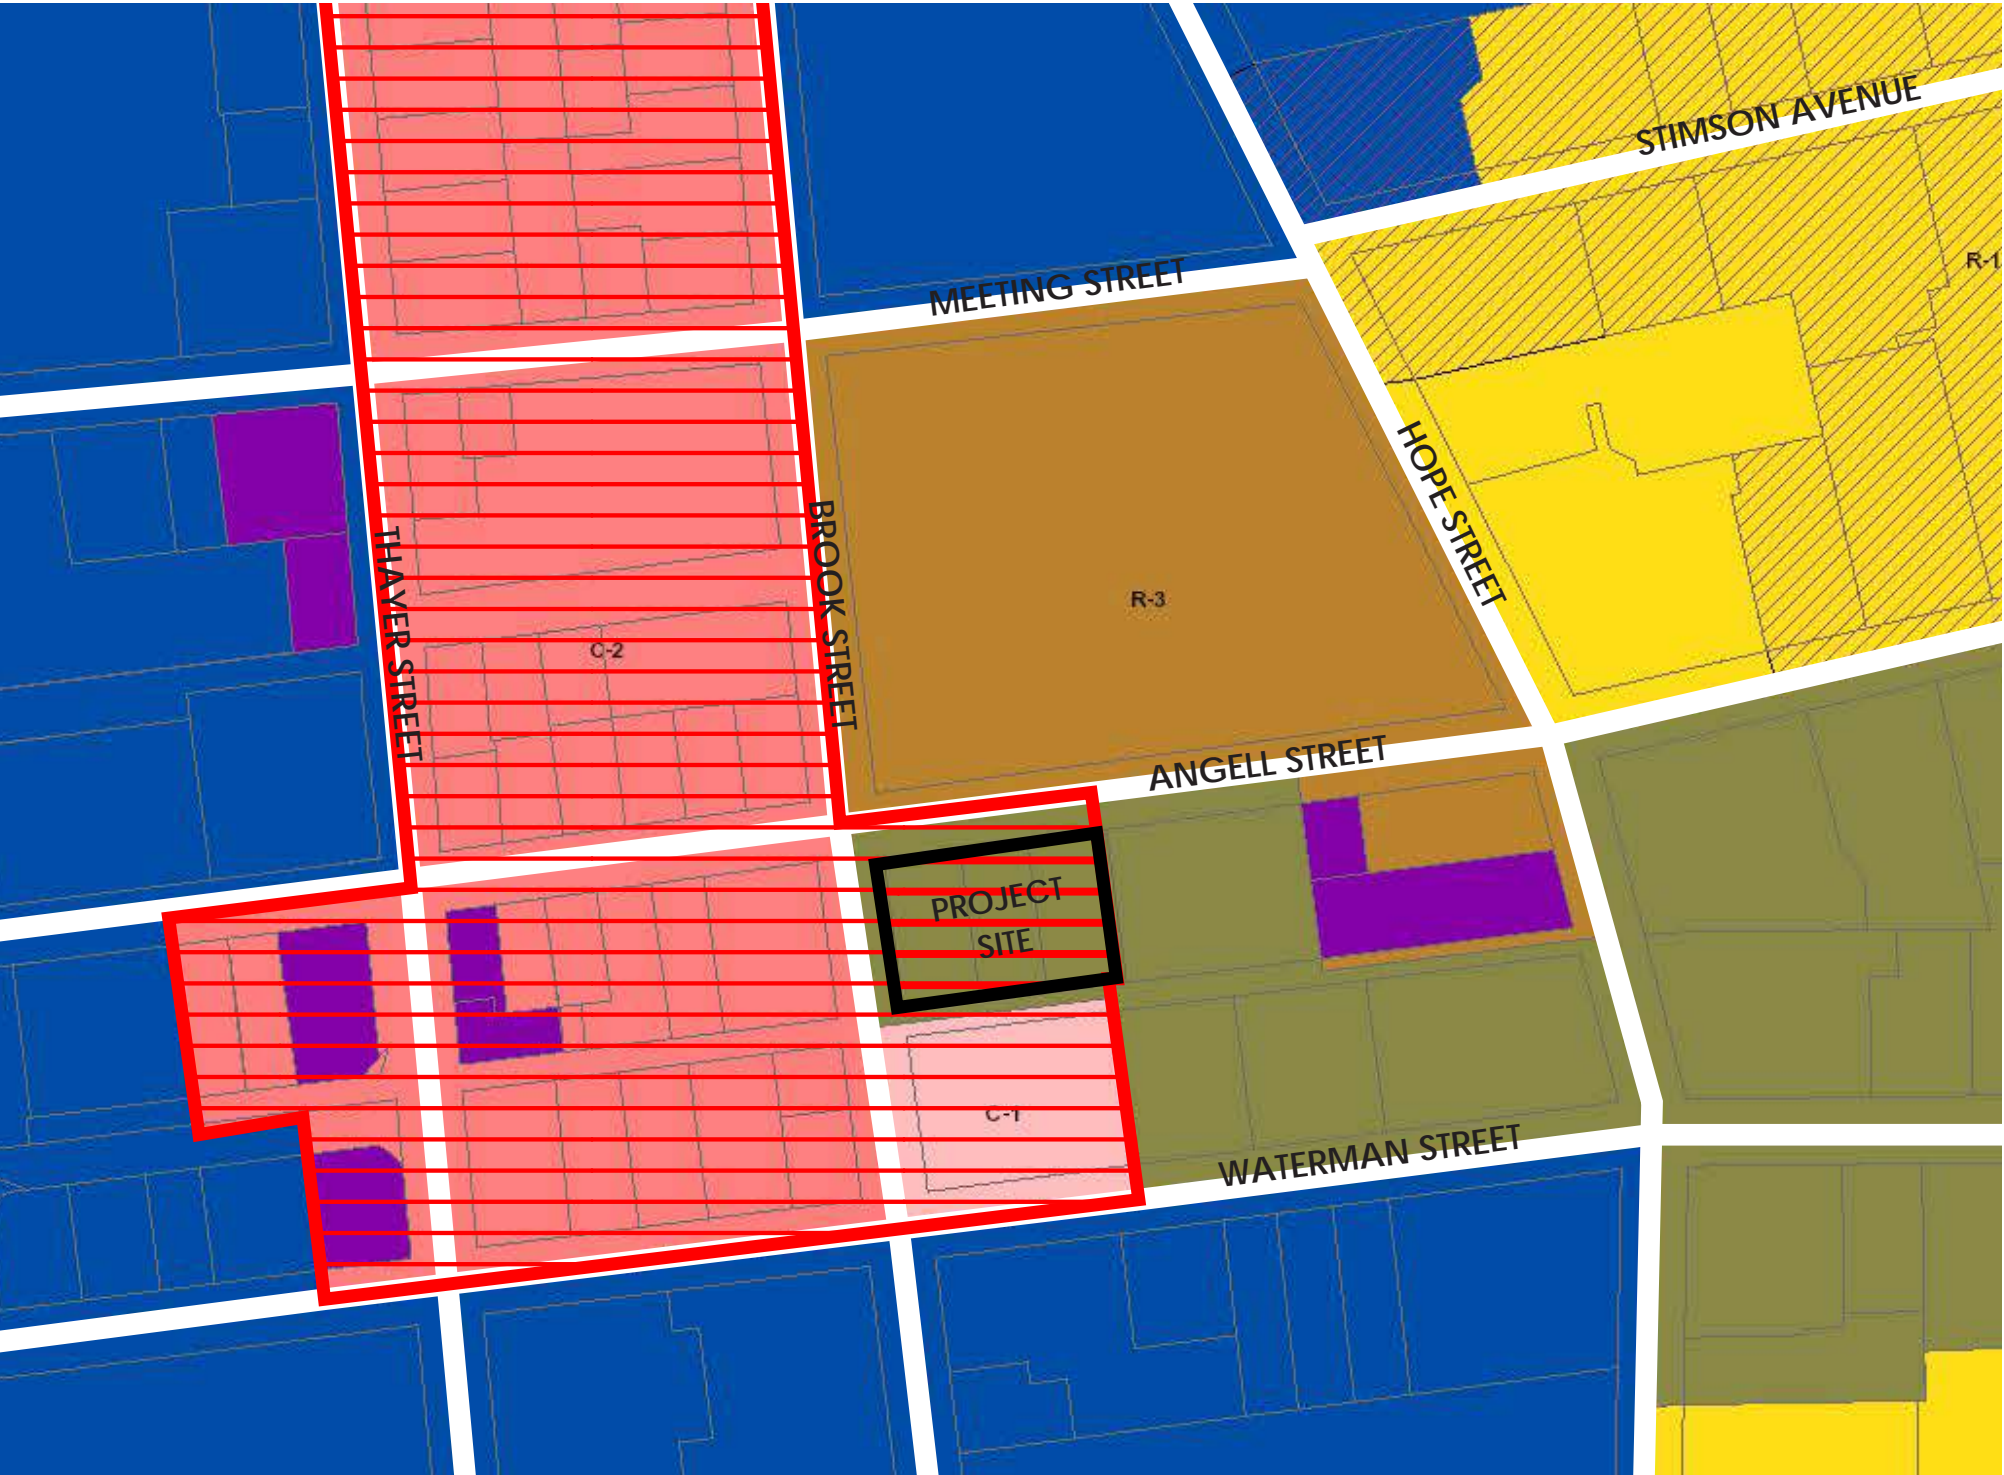 STIMSON AVENUE
R-1
MEETING STREET
HOPE STREET
THAYER STREET
BROOK STREET
R-3
C-2
ANGELL STREET
PROJECT
SITE
C-1
WATERMAN STREET